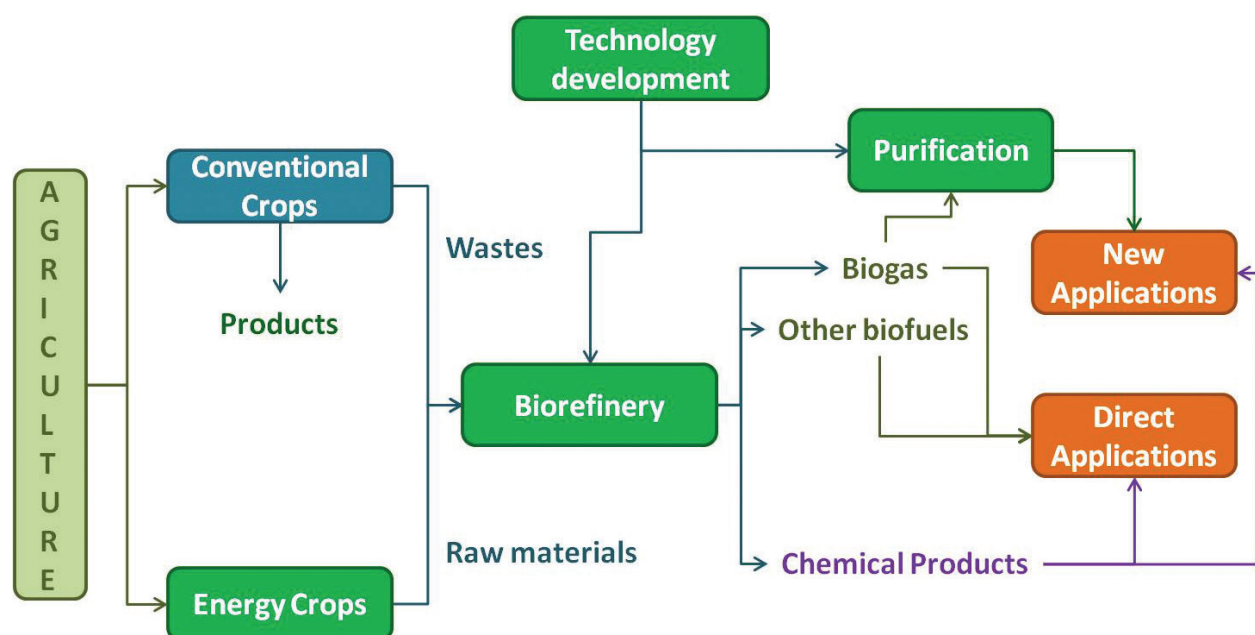 Technology
development
Purification
AGRICULTURE
Conventional
Crops
Wastes
Biogas
New
Applications
Products
Other biofuels
Biorefinery
Direct
Applications
Raw materials
Chemical Products
Energy Crops